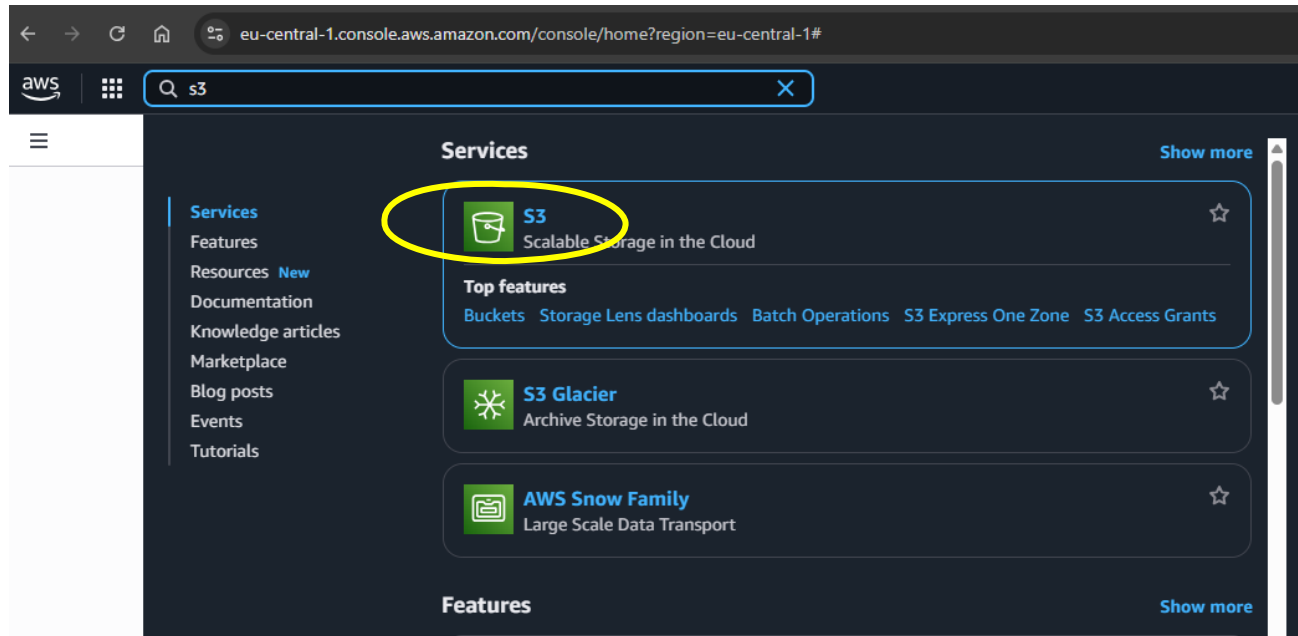 eu-central-1.console.aws.amazon.com/console/home?region=eu-central-1#
aws
s3
Services
Show more
Services
Features
Resources New
Documentation
Knowledge articles
Marketplace
Blog posts
Events
Tutorials
S3
Scalable Storage in the Cloud
Top features
Buckets Storage Lens dashboards Batch Operations S3 Express One Zone S3 Access Grants
S3 Glacier
Archive Storage in the Cloud
AWS Snow Family
Large Scale Data Transport
Features
Show more